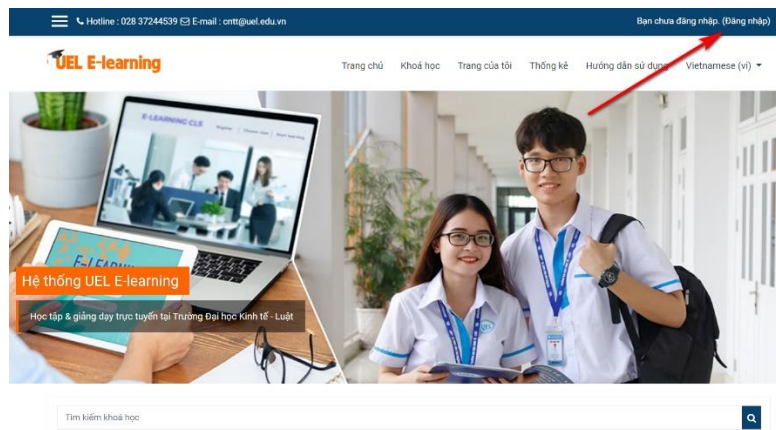 Hotline : 028 37244539 E-mail : cntt@uel.edu.vn
Bạn chưa đăng nhập. (Đăng nhập)
UEL E-learning
Trang chủ Khoá học Trang của tôi Thống kê Hướng dẫn sử dụng Vietnamese (vi)
E-LEARNING CLS
E-LEARNING
Hệ thống UEL E-learning
Học tập & giảng dạy trực tuyến tại Trường Đại học Kinh tế - Luật
Tìm kiếm khoá học